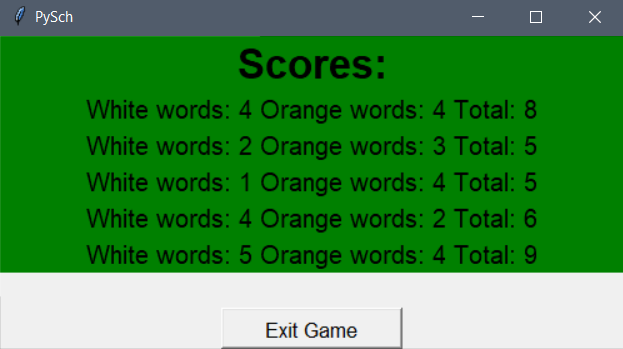 PySch
Scores:
White words: 4 Orange words: 4 Total: 8
White words: 2 Orange words: 3 Total: 5
White words: 1 Orange words: 4 Total: 5
White words: 4 Orange words: 2 Total: 6
White words: 5 Orange words: 4 Total: 9
Exit Game